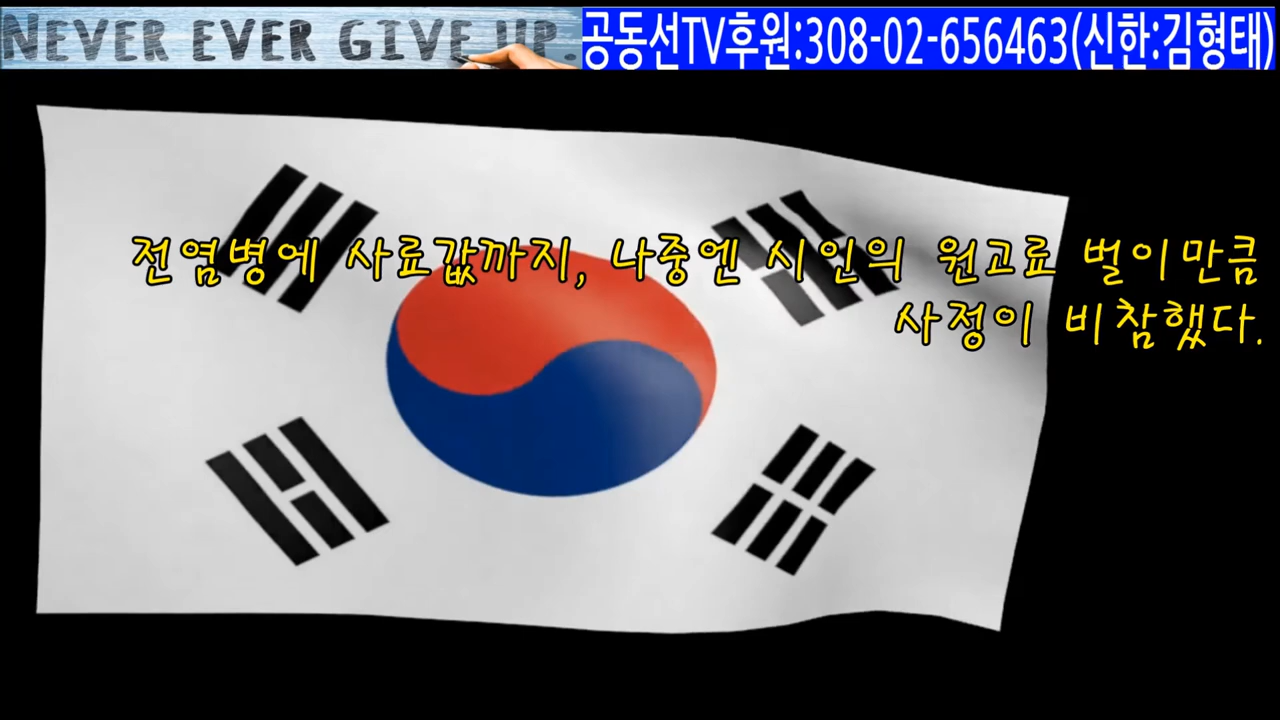 NEVER EVER GIVE UP.
공동선TV후원:308-02-656463(신한:김형태)
전염병에 사료값까지, 나중엔 시인의 원고료 벌이만큼
사정이 비참했다.